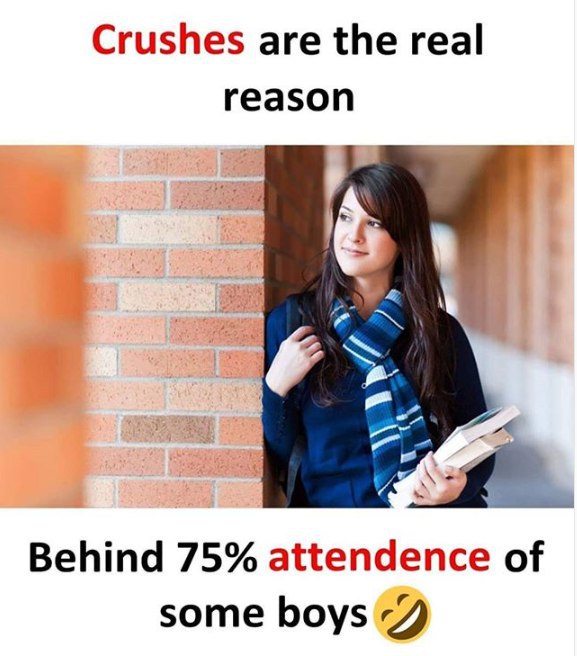 Crushes are the real
reason
Behind 75% attendence of
some boys🤣